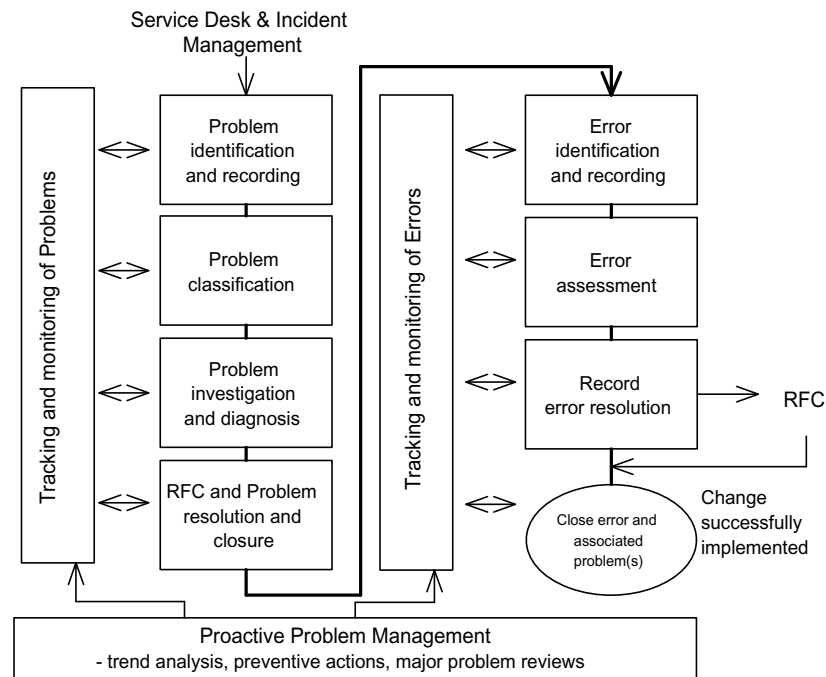 Service Desk & Incident
Management
Tracking and monitoring of Problems
Problem
identification
and recording
Problem
classification
Problem
investigation
and diagnosis
RFC and Problem
resolution and
closure
Tracking and monitoring of Errors
Error
identification
and recording
Error
assessment
Record
error resolution
RFC
Change
successfully
implemented
Close error and
associated
problem(s)
Proactive Problem Management
- trend analysis, preventive actions, major problem reviews